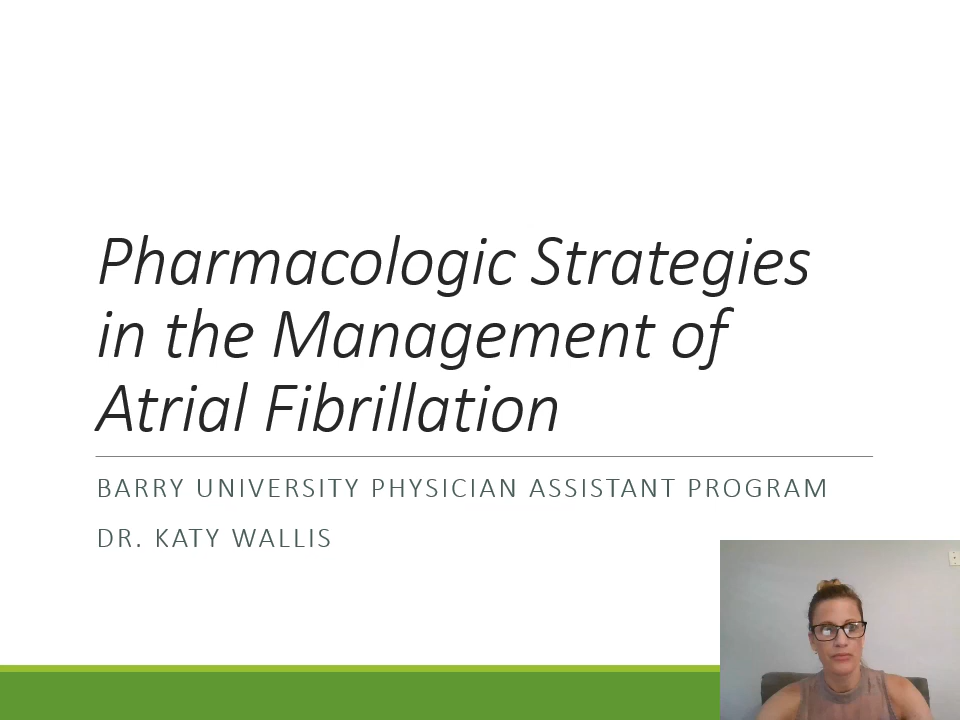 Pharmacologic Strategies
in the Management of
Atrial Fibrillation
BARRY UNIVERSITY PHYSICIAN ASSISTANT PROGRAM
DR. KATY WALLIS